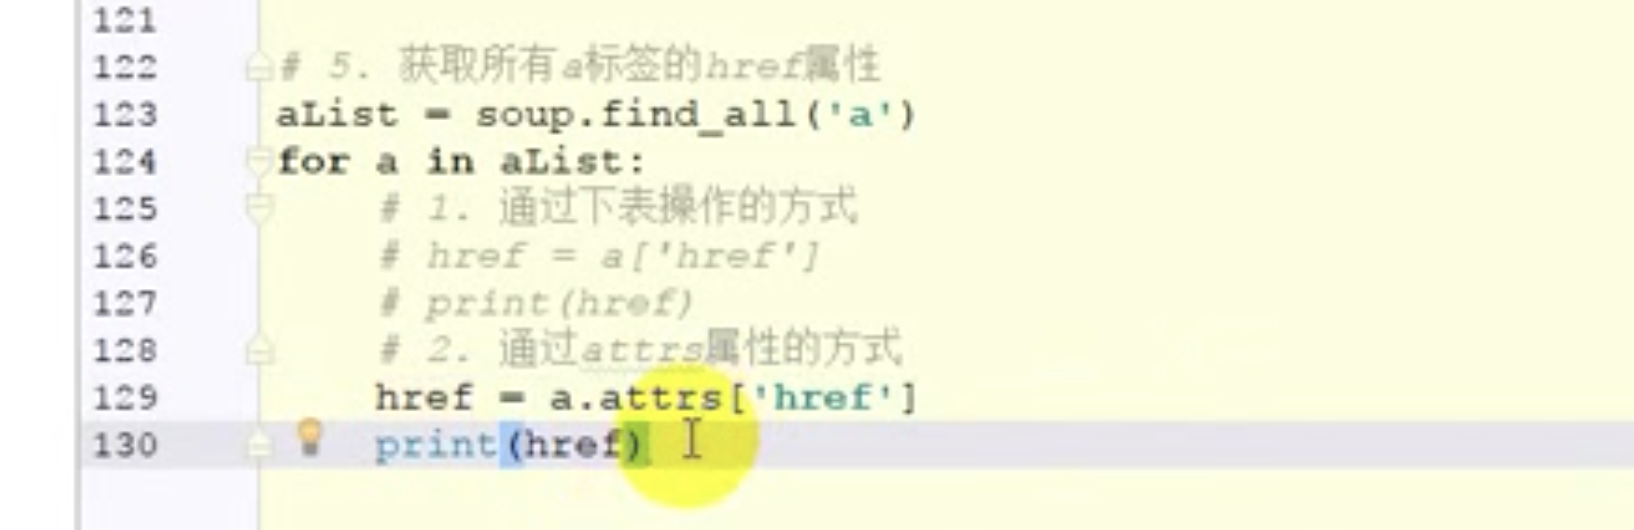 121
122 # 5. 获取所有a标签的href属性
123 aList = soup.find_all('a')
124 for a in aList:
125     # 1. 通过下表操作的方式
126     # href = a['href']
127     # print(href)
128     # 2. 通过attrs属性的方式
129     href = a.attrs['href']
130     print(href)